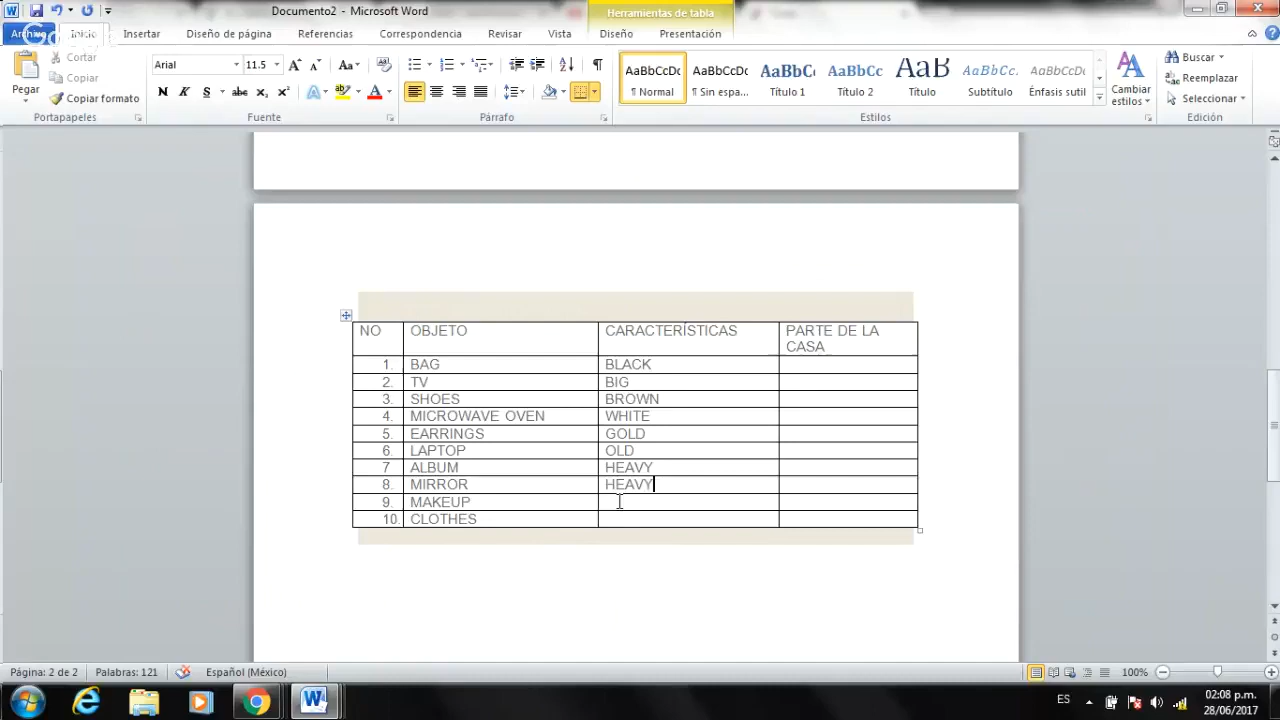 Documento2 - Microsoft Word
Herramientas de tabla
Archivo Inicio Insertar Diseño de página Referencias Correspondencia Revisar Vista Diseño Presentación
Cortar
Copiar
Copiar formato
Pegar
Portapapeles
Arial 11.5
Fuente
Párrafo
AaBbCcDc AaBbCcDc AaBbC( AaBbCc AaB AaBbCc. AaBbCcDc
¶ Normal ¶ Sin espa... Título 1 Título 2 Título Subtítulo Énfasis sutil
Cambiar estilos
Estilos
Buscar
Reemplazar
Seleccionar
Edición
NO OBJETO CARACTERÍSTICAS PARTE DE LA
CASA
1. BAG BLACK
2. TV BIG
3. SHOES BROWN
4. MICROWAVE OVEN WHITE
5. EARRINGS GOLD
6. LAPTOP OLD
7 ALBUM HEAVY
8. MIRROR HEAVY
9. MAKEUP
10. CLOTHES
Página: 2 de 2 Palabras: 121 Español (México) 100%
ES 02:08 p.m.
28/06/2017